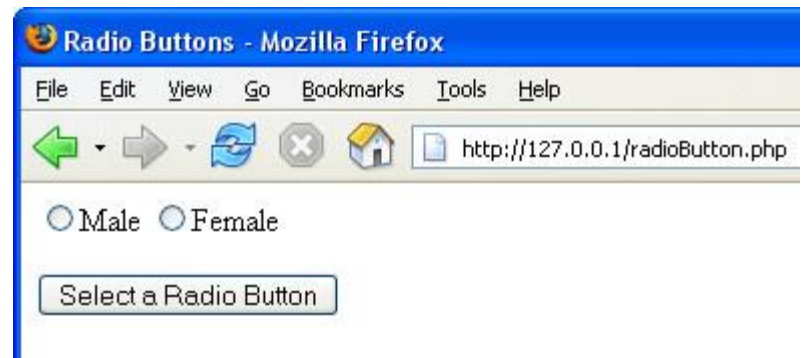 Radio Buttons - Mozilla Firefox
File Edit View Go Bookmarks Tools Help
http://127.0.0.1/radioButton.php
Male Female
Select a Radio Button